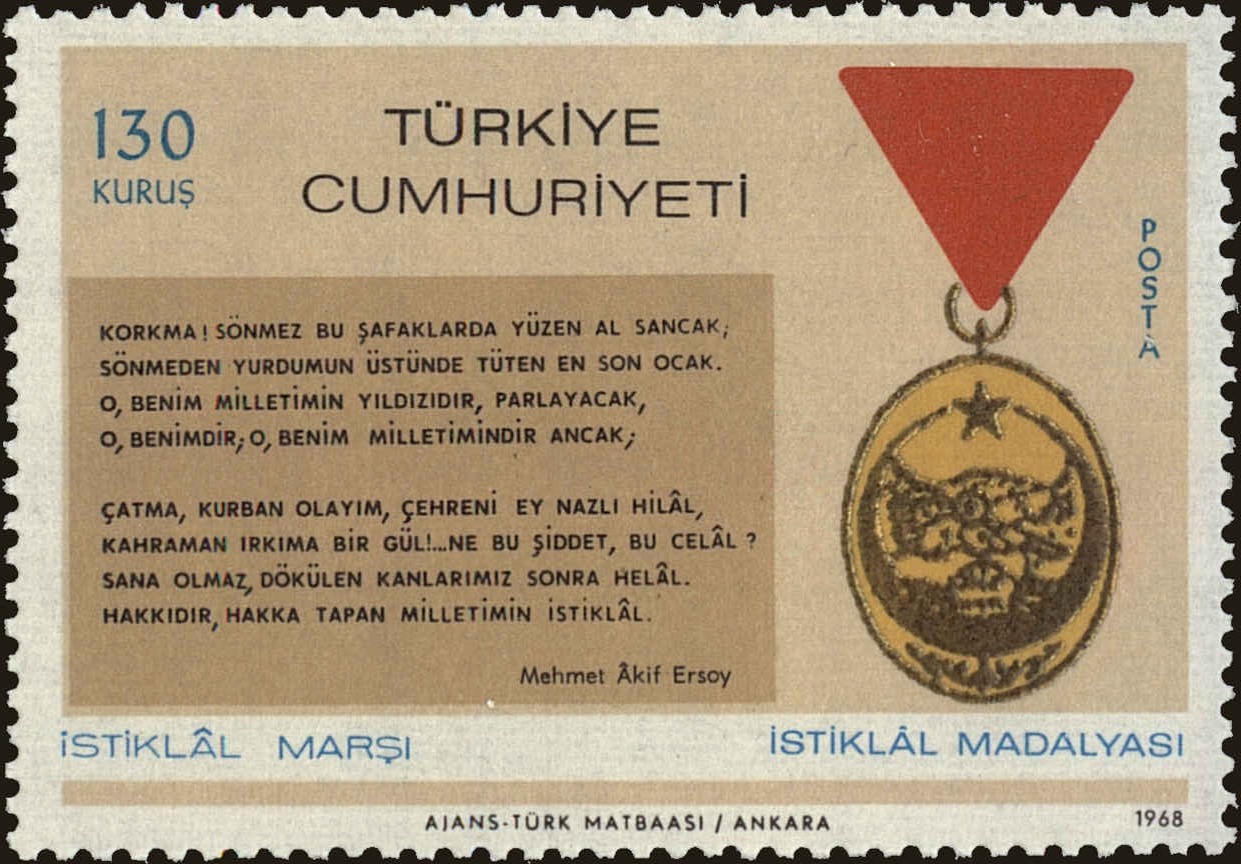 130
KURUŞ
TÜRKİYE
CUMHURİYETİ
POSTA
KORKMA! SÖNMEZ BU ŞAFAKLARDA YÜZEN AL SANCAK;
SÖNMEDEN YURDUMUN ÜSTÜNDE TÜTEN EN SON OCAK.
O, BENİM MİLLETİMİN YILDIZIDIR, PARLAYACAK,
O, BENİMDİR; O, BENİM MİLLETİMİNDİR ANCAK;
ÇATMA, KURBAN OLAYIM, ÇEHRENİ EY NAZLI HİLÂL,
KAHRAMAN IRKIMA BİR GÜL!...NE BU ŞİDDET, BU CELÂL ?
SANA OLMAZ, DÖKÜLEN KANLARIMIZ SONRA HELÂL.
HAKKIDIR, HAKKA TAPAN MİLLETİMİN İSTİKLÂL.
Mehmet Âkif Ersoy
İSTİKLÂL MARŞI
İSTİKLÂL MADALYASI
AJANS-TÜRK MATBAASI / ANKARA
1968